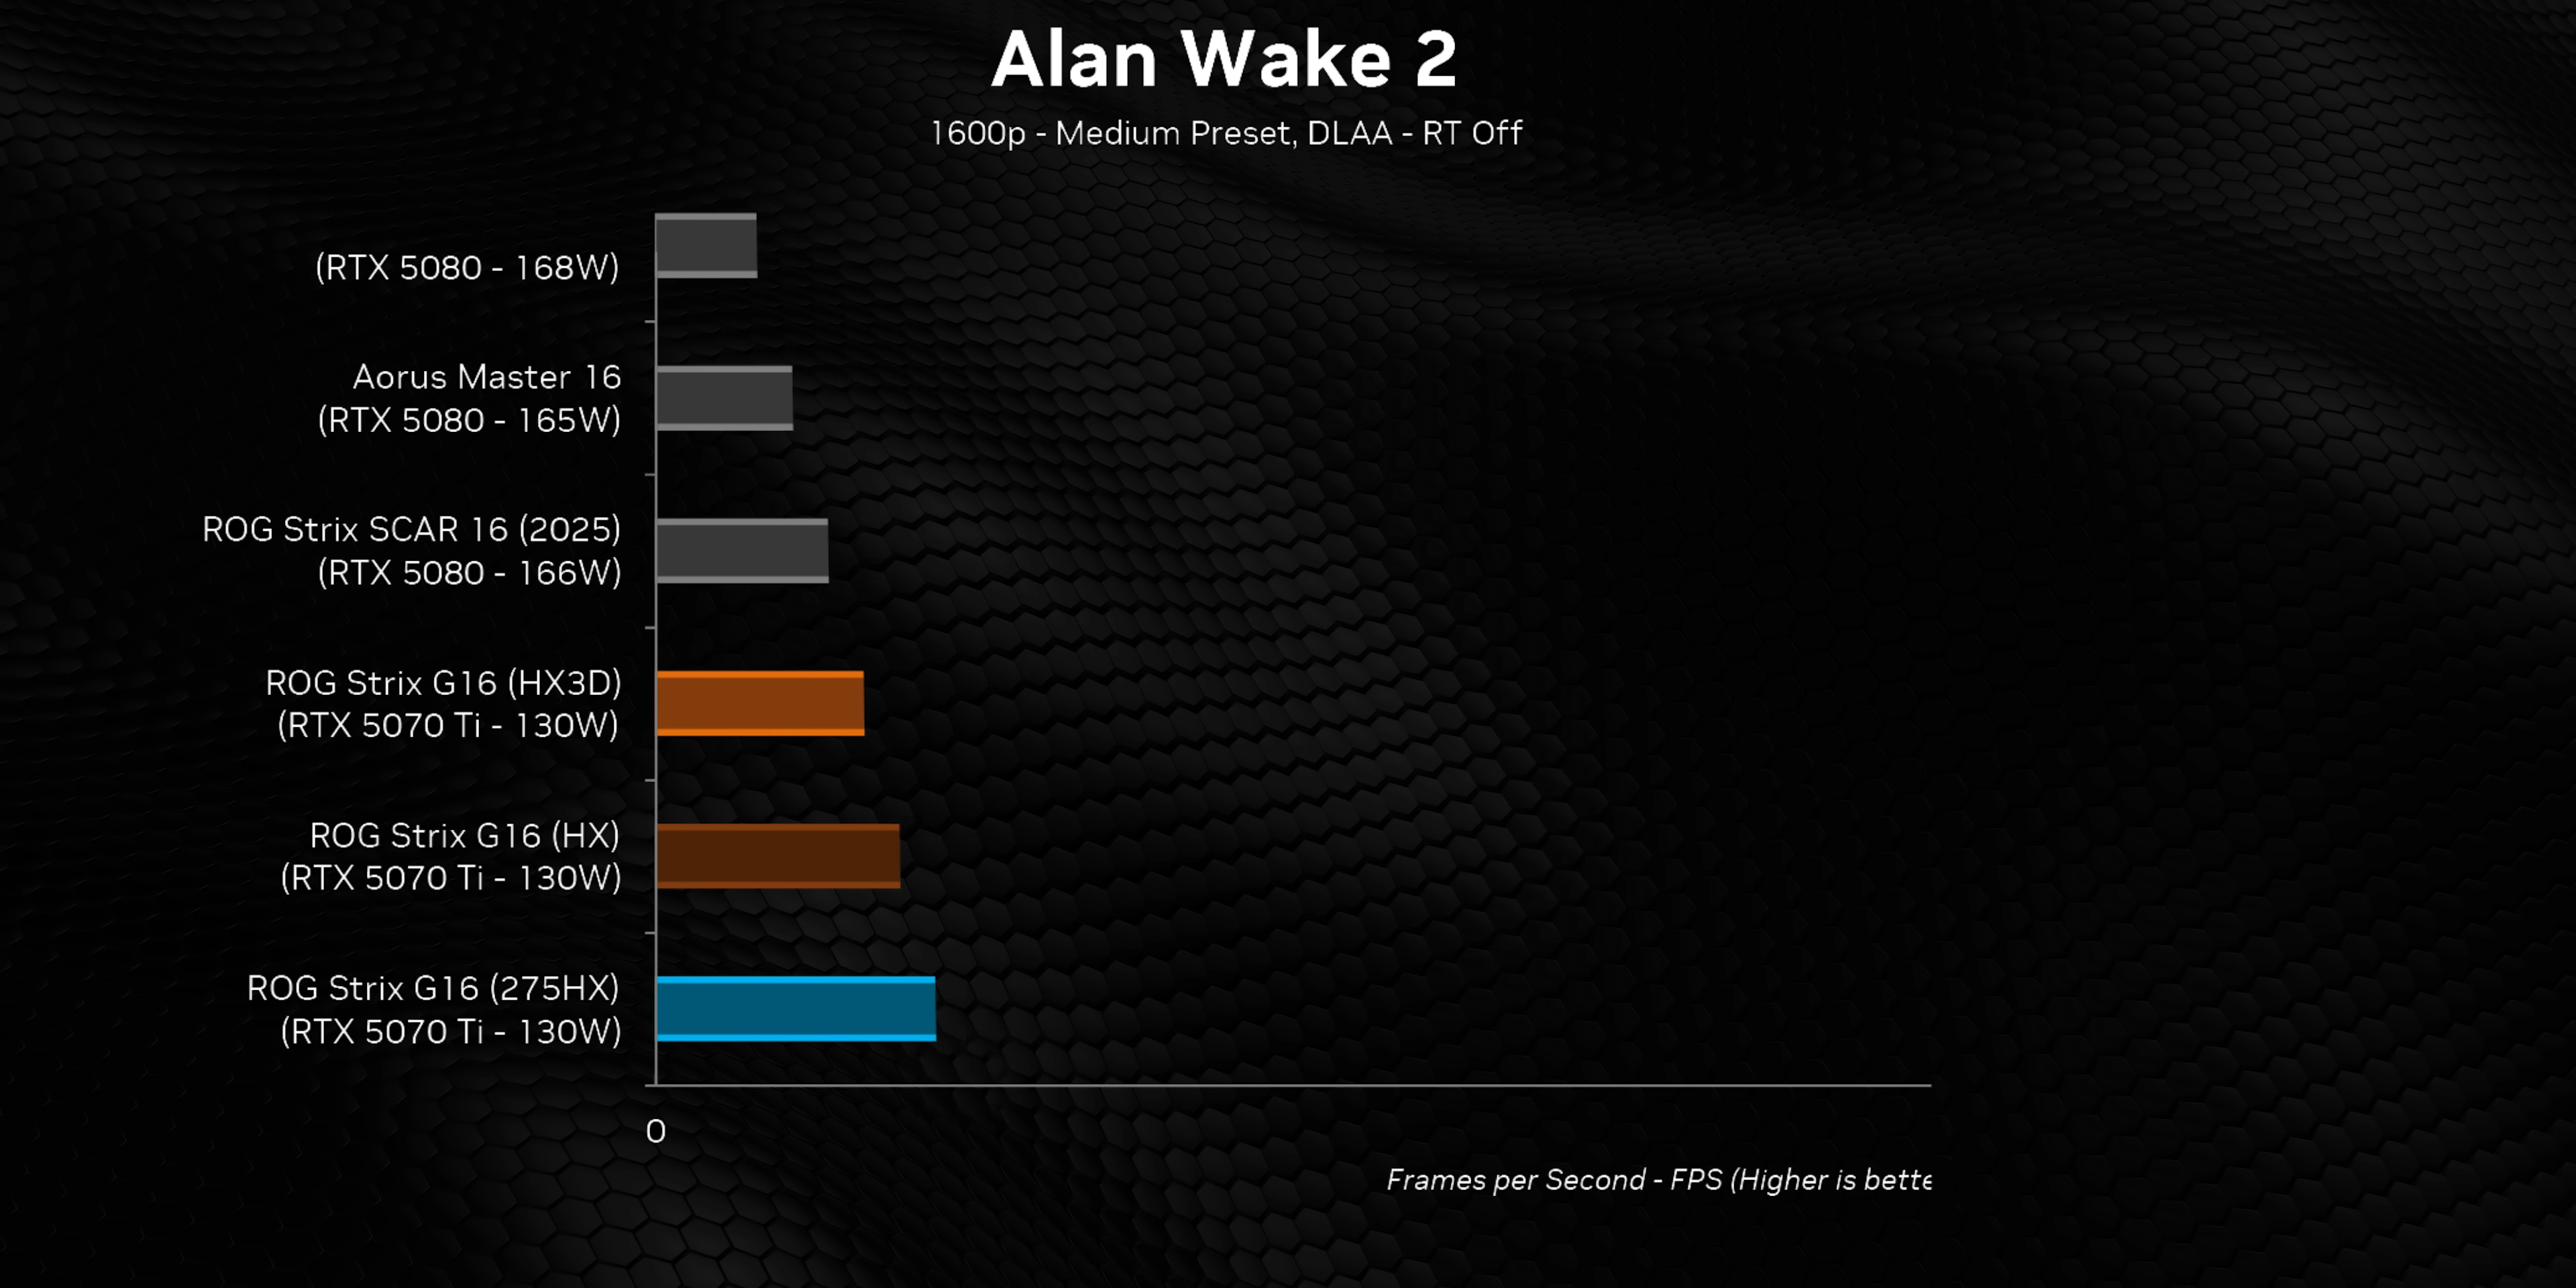 Alan Wake 2
1600p - Medium Preset, DLAA - RT Off
(RTX 5080 - 168W)
Aorus Master 16
(RTX 5080 - 165W)
ROG Strix SCAR 16 (2025)
(RTX 5080 - 166W)
ROG Strix G16 (HX3D)
(RTX 5070 Ti - 130W)
ROG Strix G16 (HX)
(RTX 5070 Ti - 130W)
ROG Strix G16 (275HX)
(RTX 5070 Ti - 130W)
0
Frames per Second - FPS (Higher is bette